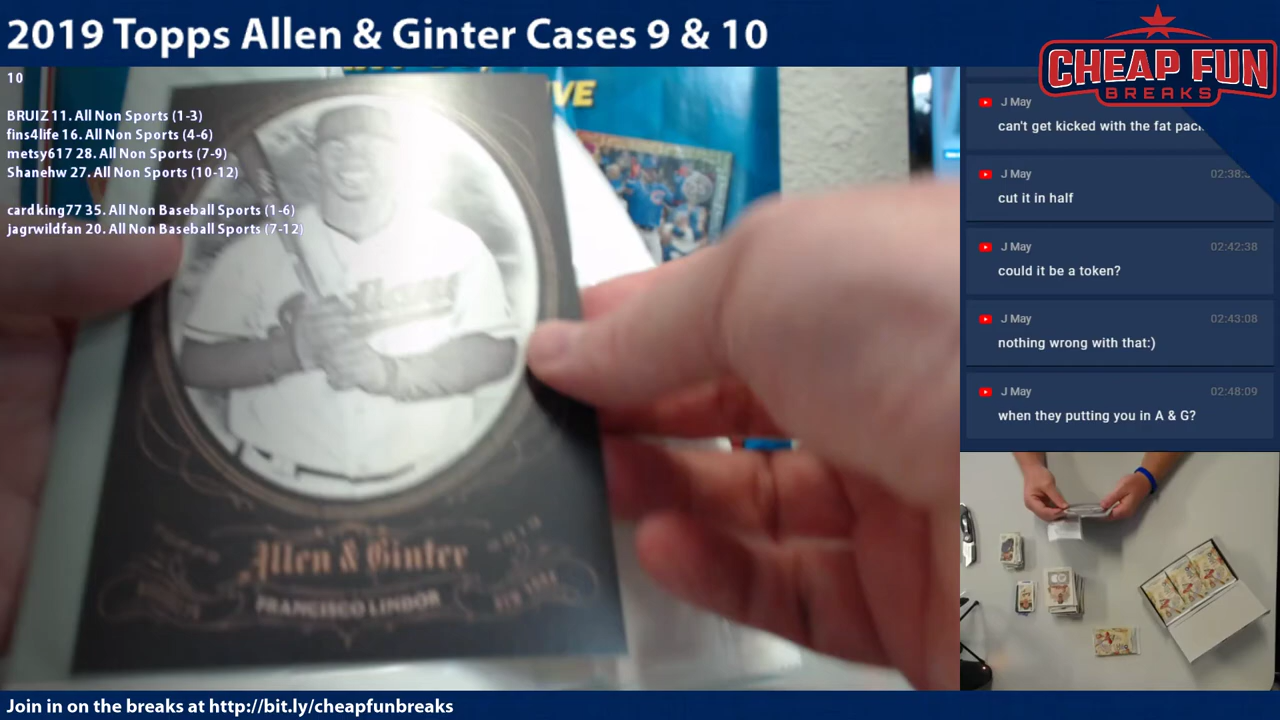 2019 Topps Allen & Ginter Cases 9 & 10
CHEAP FUN
BREAKS
10
BRUIZ 11. All Non Sports (1-3)
fins4life 16. All Non Sports (4-6)
metsy617 28. All Non Sports (7-9)
Shanehw 27. All Non Sports (10-12)
cardking77 35. All Non Baseball Sports (1-6)
jagrwildfan 20. All Non Baseball Sports (7-12)
Allen & Ginter
FRANCISCO LINDOR
J May
can't get kicked with the fat
J May
cut it in half
J May 02:42:38
could it be a token?
J May 02:43:08
nothing wrong with that:)
J May 02:48:09
when they putting you in A & G?
Join in on the breaks at http://bit.ly/cheapfunbreaks